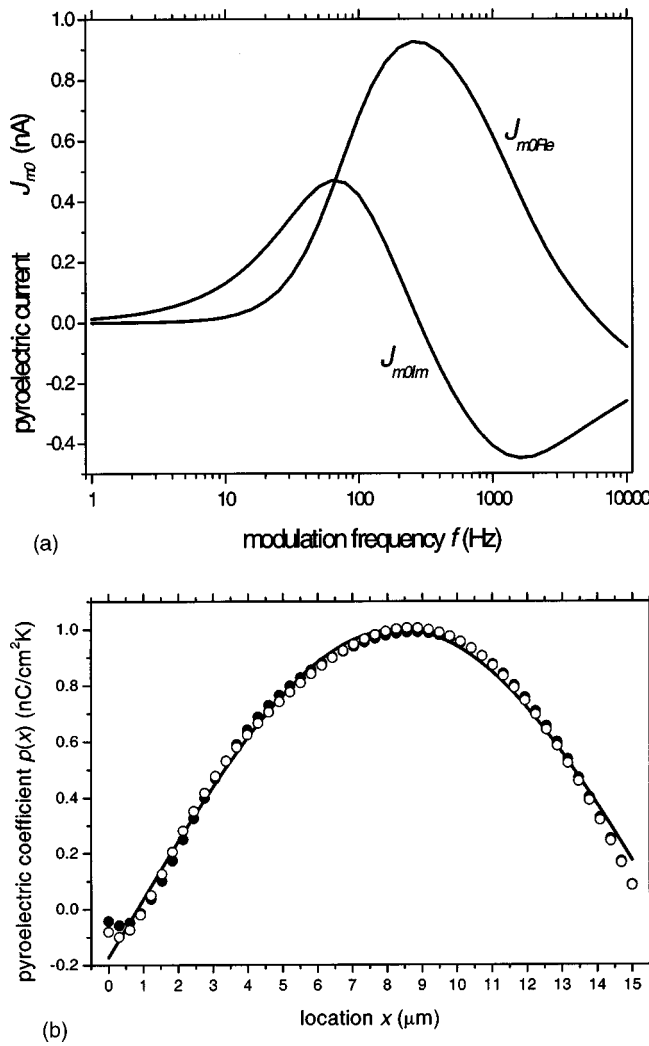 1.0
0.8
0.6
0.4
0.2
0.0
-0.2
-0.4
pyroelectric current J_m0 (nA)
J_m0Re
J_m0Im
1 10 100 1000 10000
modulation frequency f (Hz)
(a)
1.0
0.8
0.6
0.4
0.2
0.0
-0.2
pyroelectric coefficient p(x) (nC/cm²K)
0 1 2 3 4 5 6 7 8 9 10 11 12 13 14 15
location x (μm)
(b)